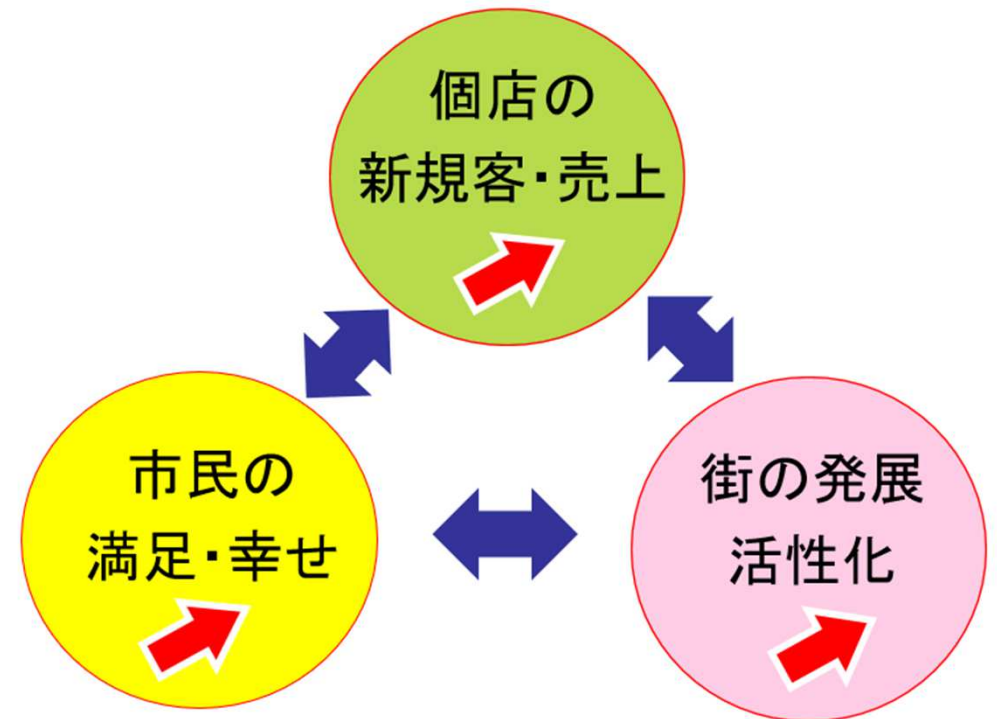 個店の
新規客・売上
市民の
満足・幸せ
街の発展
活性化